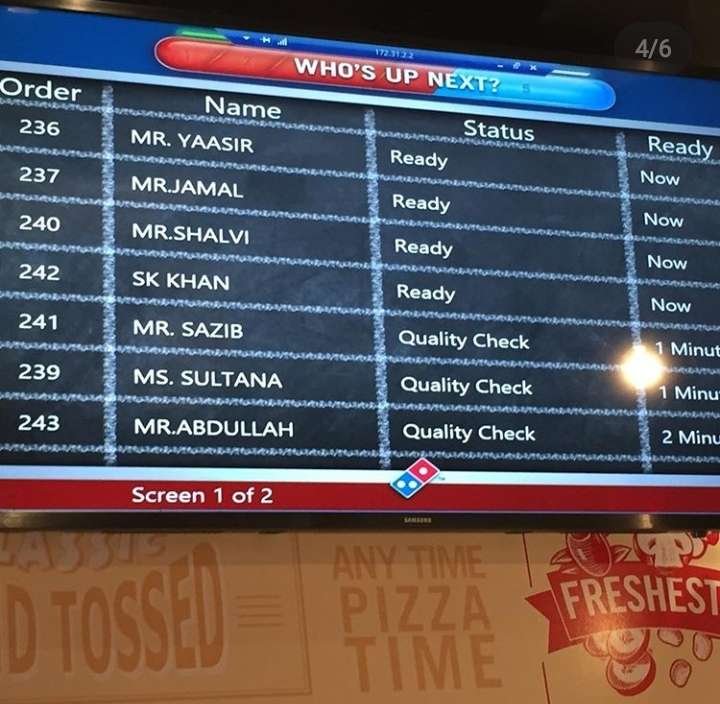 4/6
172.31.2.2
WHO'S UP NEXT?
Order Name Status Ready
236 MR. YAASIR Ready Now
237 MR.JAMAL Ready Now
240 MR.SHALVI Ready Now
242 SK KHAN Ready Now
241 MR. SAZIB Quality Check 1 Minut
239 MS. SULTANA Quality Check 1 Minu
243 MR.ABDULLAH Quality Check 2 Minu
Screen 1 of 2
SAMSUNG
LASSIC
D TOSSED
ANY TIME
PIZZA
TIME
FRESHEST